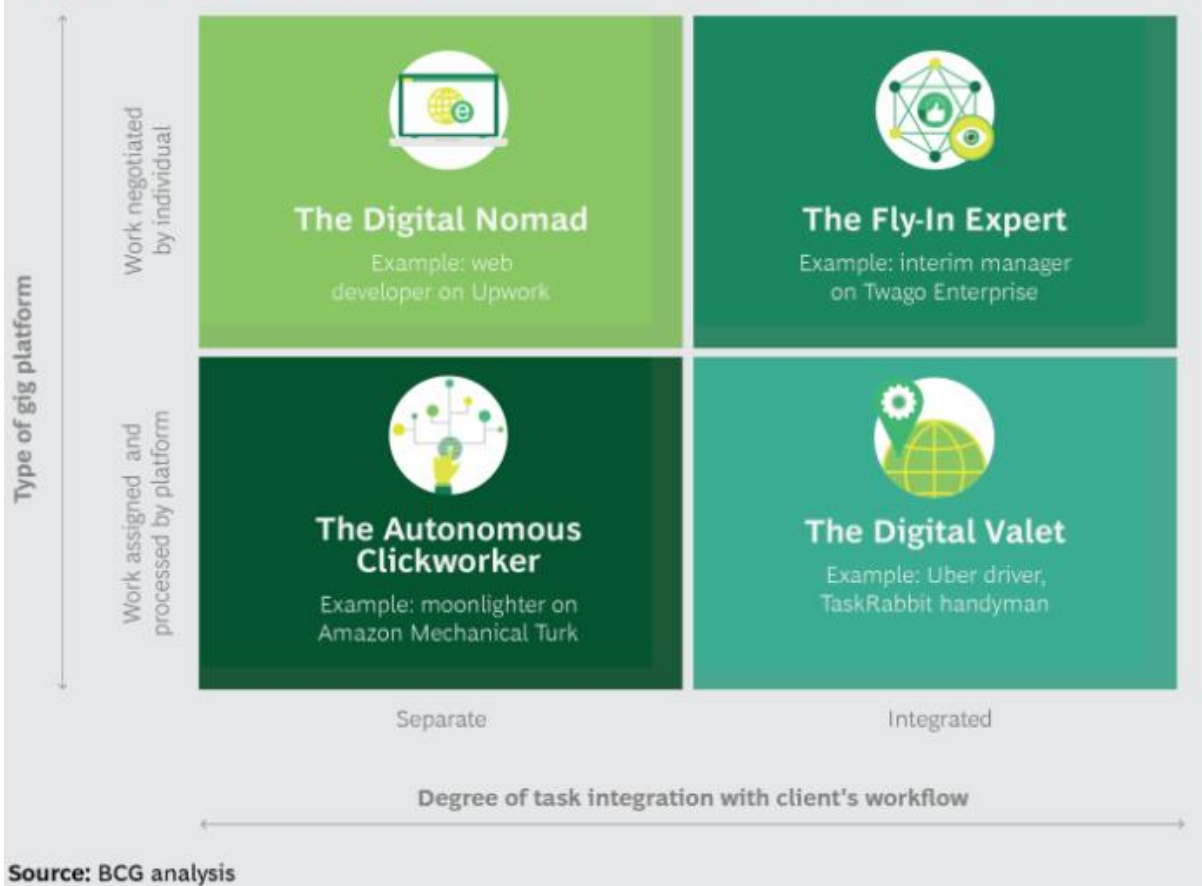 Type of gig platform
Work negotiated
by individual
The Digital Nomad
Example: web
developer on Upwork
The Fly-In Expert
Example: interim manager
on Twago Enterprise
Work assigned and
processed by platform
The Autonomous
Clickworker
Example: moonlighter on
Amazon Mechanical Turk
The Digital Valet
Example: Uber driver,
TaskRabbit handyman
Separate
Integrated
Degree of task integration with client's workflow
Source: BCG analysis